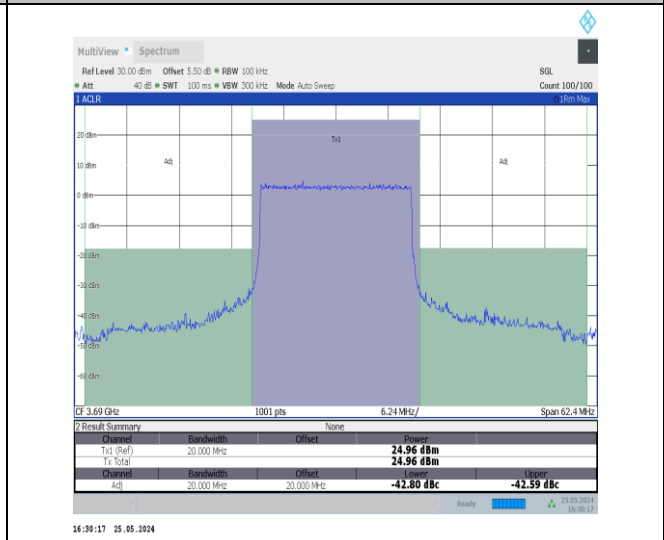 MultiView Spectrum
Ref Level 30.00 dBm Offset 5.50 dB RBW 100 kHz SGL
Att 40 dB SWT 100 ms VBW 300 kHz Mode Auto Sweep Count 100/100
1 ACLR 1Rm Max
20 dBm
Tx1
Adj Adj
10 dBm
0 dBm
-10 dBm
-20 dBm
-30 dBm
-40 dBm
-50 dBm
-60 dBm
CF 3.69 GHz 1001 pts 6.24 MHz/ Span 62.4 MHz
2 Result Summary None
Channel Bandwidth Offset Power
Tx1 (Ref) 20.000 MHz 24.96 dBm
Tx Total 24.96 dBm
Channel Bandwidth Offset Lower Upper
Adj 20.000 MHz 20.000 MHz -42.80 dBc -42.59 dBc
Ready 25.05.2024
16:30:17
16:30:17 25.05.2024